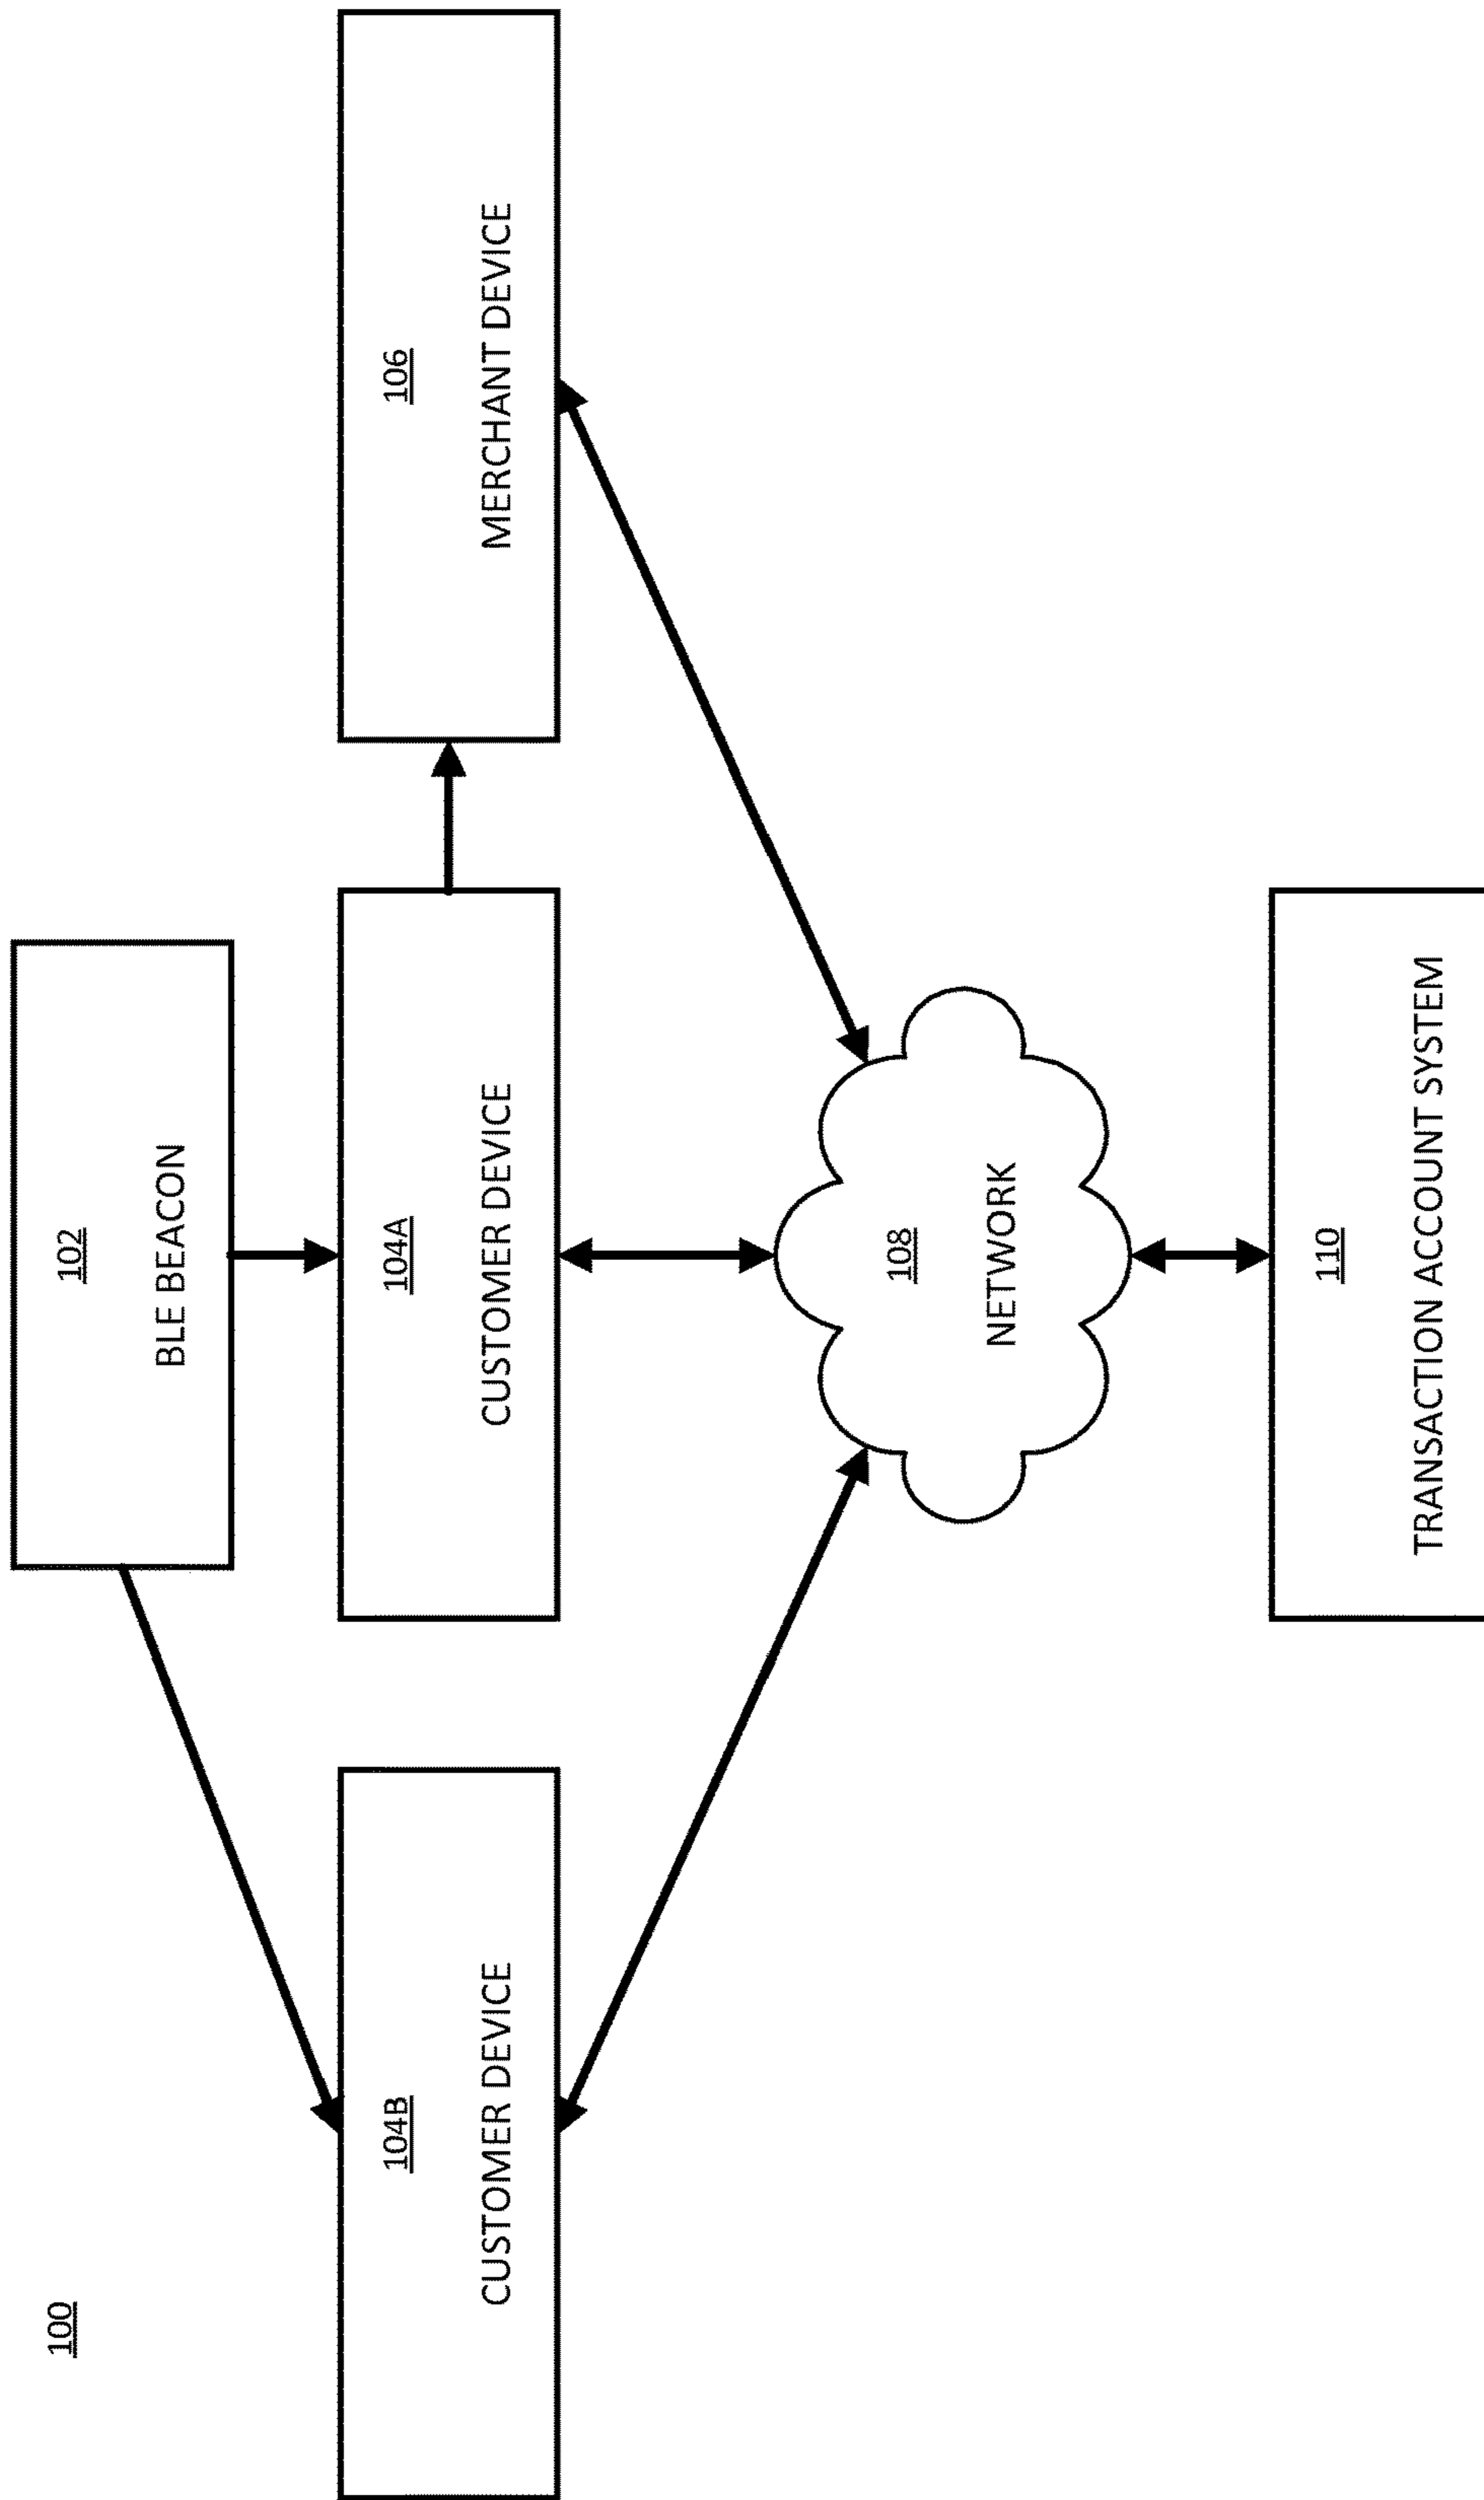 100
102
BLE BEACON
104B
CUSTOMER DEVICE
104A
CUSTOMER DEVICE
106
MERCHANT DEVICE
108
NETWORK
110
TRANSACTION ACCOUNT SYSTEM